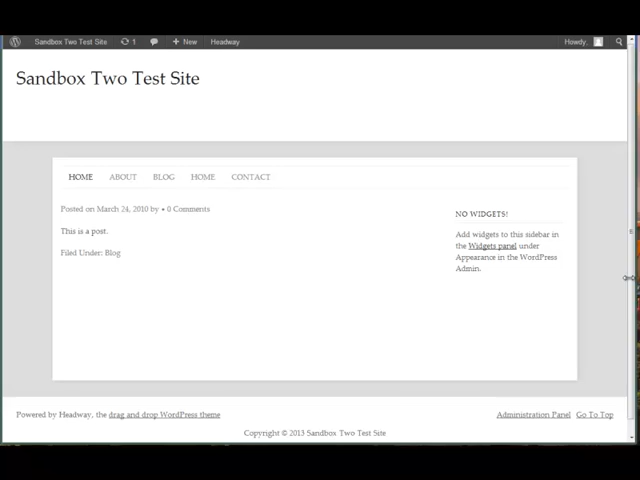 Sandbox Two Test Site 1 New Headway Howdy,
Sandbox Two Test Site
HOME ABOUT BLOG HOME CONTACT
Posted on March 24, 2010 by • 0 Comments
This is a post.
Filed Under: Blog
NO WIDGETS!
Add widgets to this sidebar in
the Widgets panel under
Appearance in the WordPress
Admin.
Powered by Headway, the drag and drop WordPress theme
Administration Panel Go To Top
Copyright © 2013 Sandbox Two Test Site